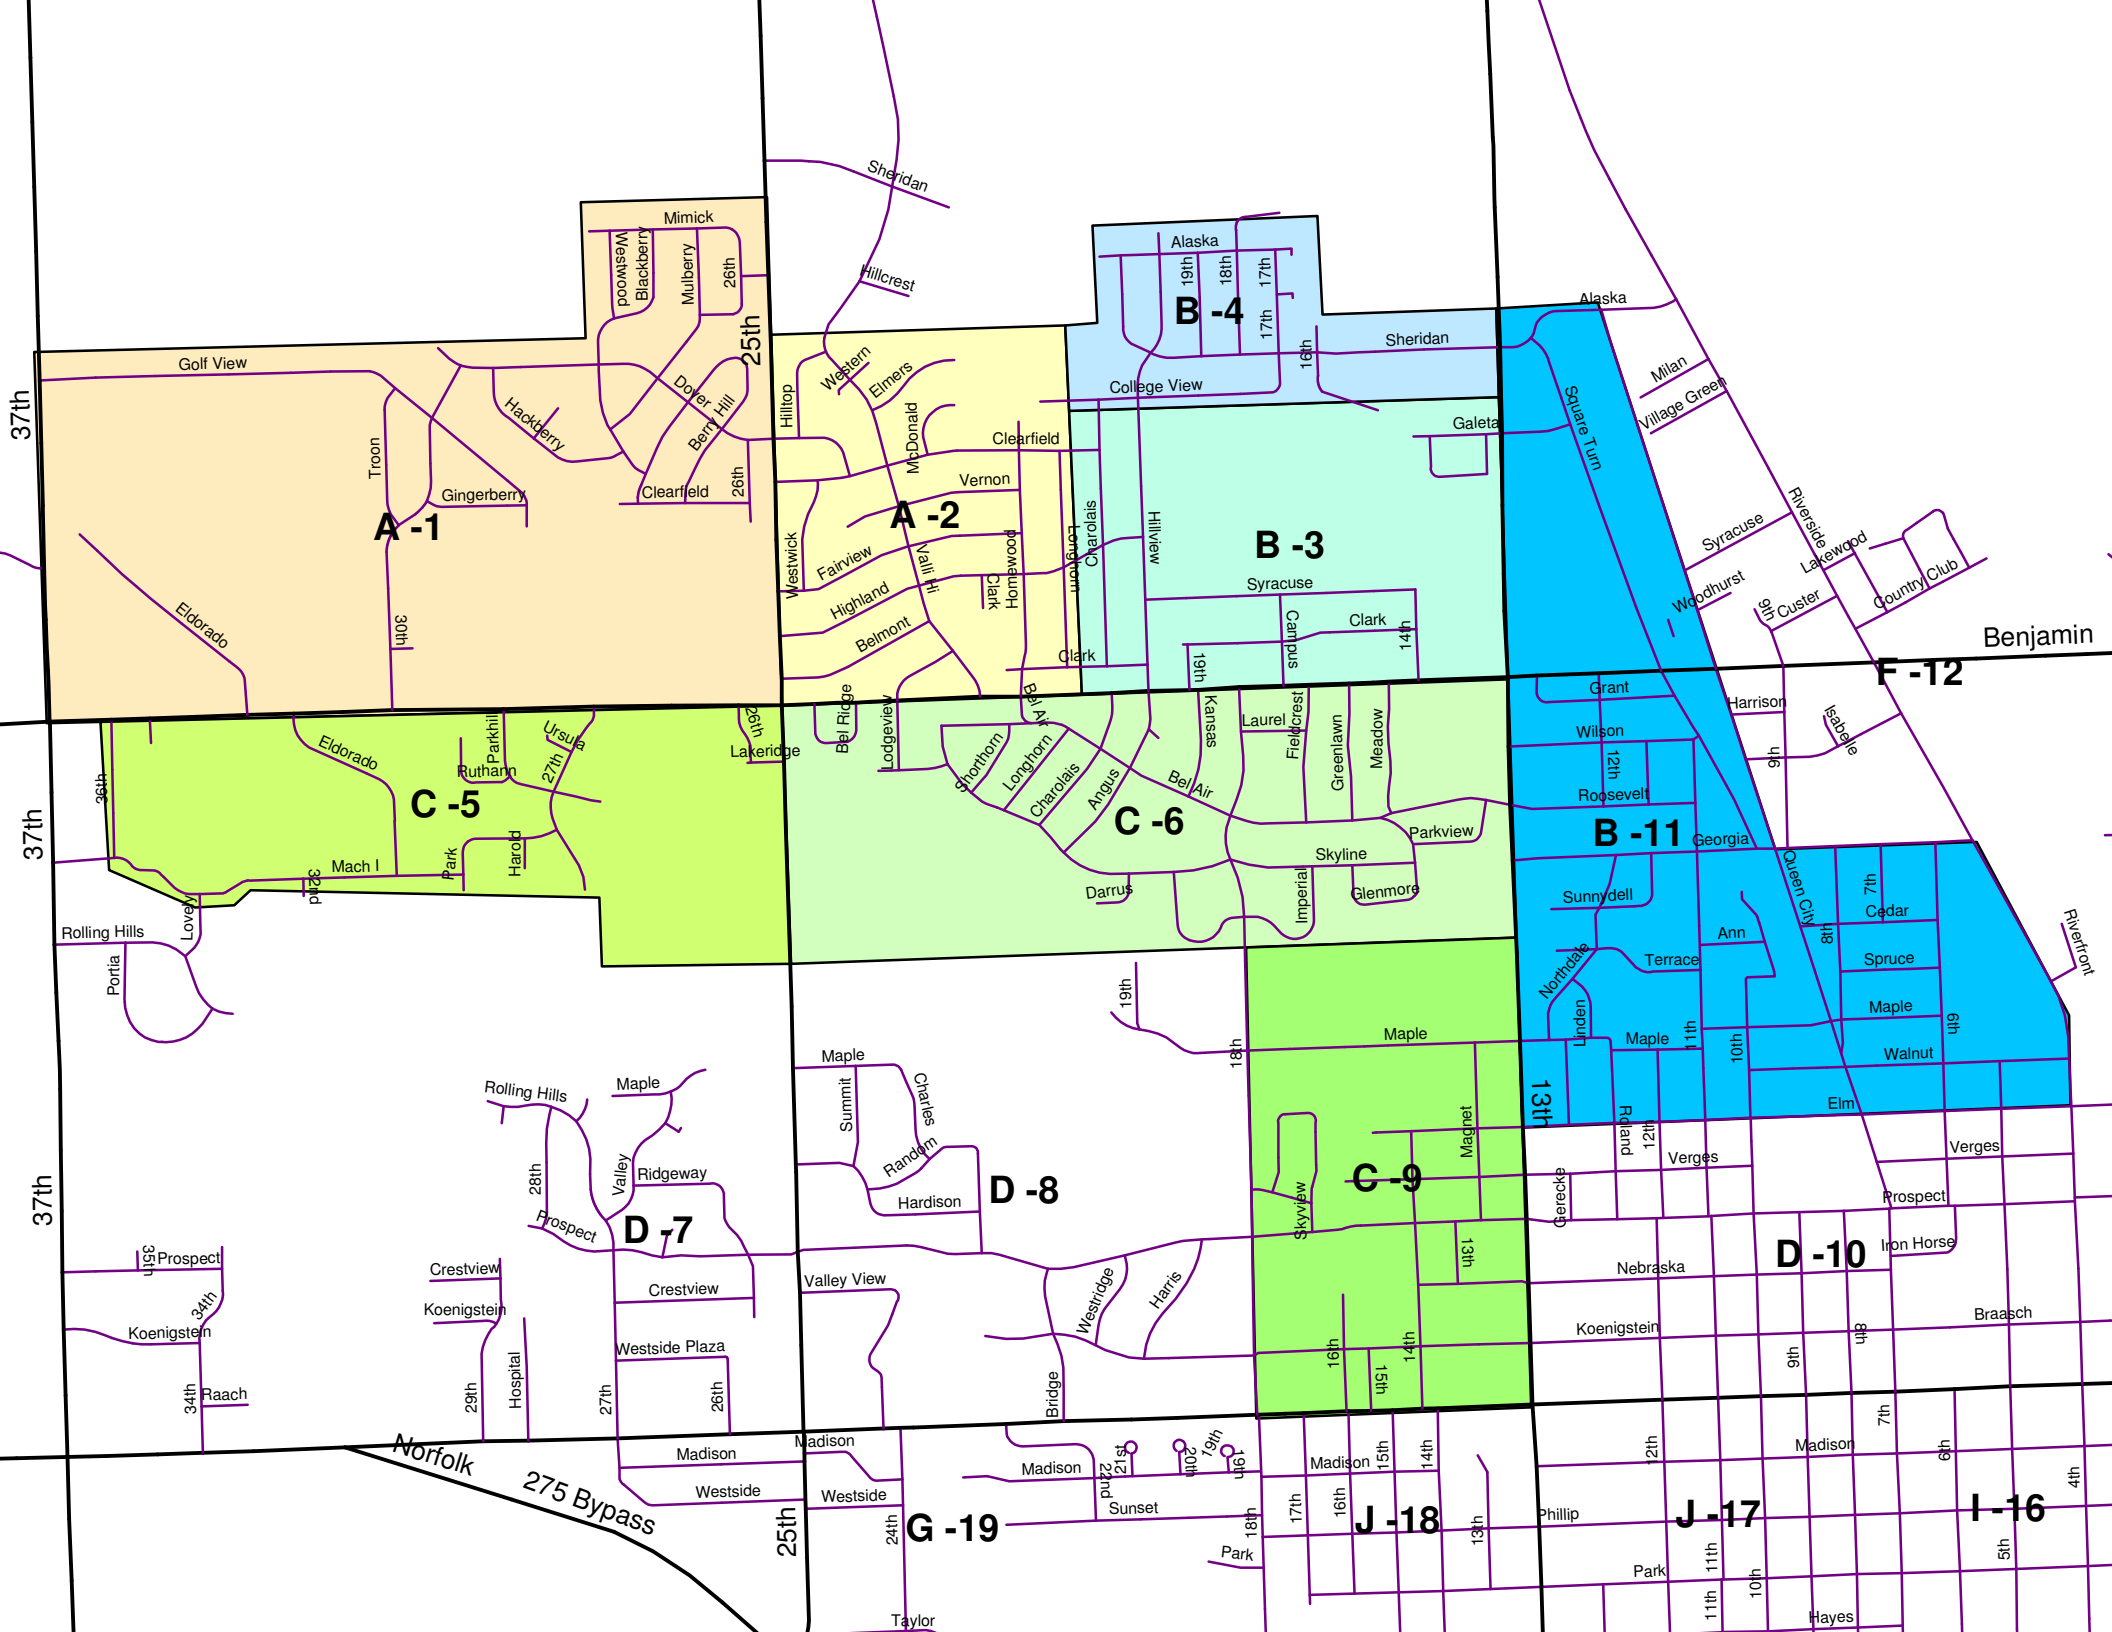 Sheridan
Mimick
Westwood
Blackberry
Mulberry
26th
Hillcrest
25th
Alaska
19th
18th
17th
B -4
17th
16th
Sheridan
College View
Alaska
Milan
Village Green
Square Turn
Golf View
37th
Hackberry
Dover
Berry Hill
Troon
Gingerberry
Clearfield
26th
A -1
Eldorado
30th
Hilltop
Western
Elmers
McDonald
Clearfield
Vernon
A -2
Westwick
Fairview
Valli Hi
Highland
Belmont
Clark
Homewood
Longhorn
Charolais
Hillview
Clark
Galeta
B -3
Syracuse
Campus
Clark
14th
19th
Riverside
Syracuse
Lakewood
Woodhurst
9th
Custer
Country Club
Benjamin
F -12
Harrison
Isabelle
9th
36th
37th
Eldorado
Parkhill
Ursula
Ruthann
27th
26th
Lakeridge
C -5
Mach I
32nd
Park
Harold
Lovely
Rolling Hills
Portia
Bel Ridge
Lodgeview
Bel Air
Shorthorn
Longhorn
Charolais
Angus
Bel Air
Kansas
Laurel
Fieldcrest
Greenlawn
Meadow
C -6
Parkview
Skyline
Darrus
Imperial
Glenmore
Grant
Wilson
12th
Roosevelt
B -11
Georgia
Queen City
Sunnydell
Ann
Terrace
Northdale
Linden
Maple
11th
10th
7th
Cedar
8th
Spruce
Maple
6th
Walnut
Elm
Riverfront
13th
Roland
12th
Verges
Verges
Gerecke
Prospect
Iron Horse
D -10
Nebraska
Koenigstein
Braasch
9th
8th
19th
18th
Maple
Magnet
C -9
Skyview
13th
16th
15th
14th
Maple
Summit
Charles
Random
Hardison
D -8
Valley View
Westridge
Harris
Bridge
Rolling Hills
Maple
28th
Valley
Ridgeway
Prospect
D -7
Crestview
Crestview
Koenigstein
Westside Plaza
29th
Hospital
27th
26th
37th
35th
Prospect
34th
Koenigstein
34th
Raach
Norfolk
275 Bypass
Madison
Westside
25th
Madison
Westside
24th
G -19
Taylor
Madison
22nd
21st
20th
19th
19th
Sunset
Park
18th
17th
16th
Madison
15th
14th
J -18
13th
Phillip
12th
J -17
Madison
7th
6th
I -16
4th
5th
Park
11th
11th
10th
Hayes